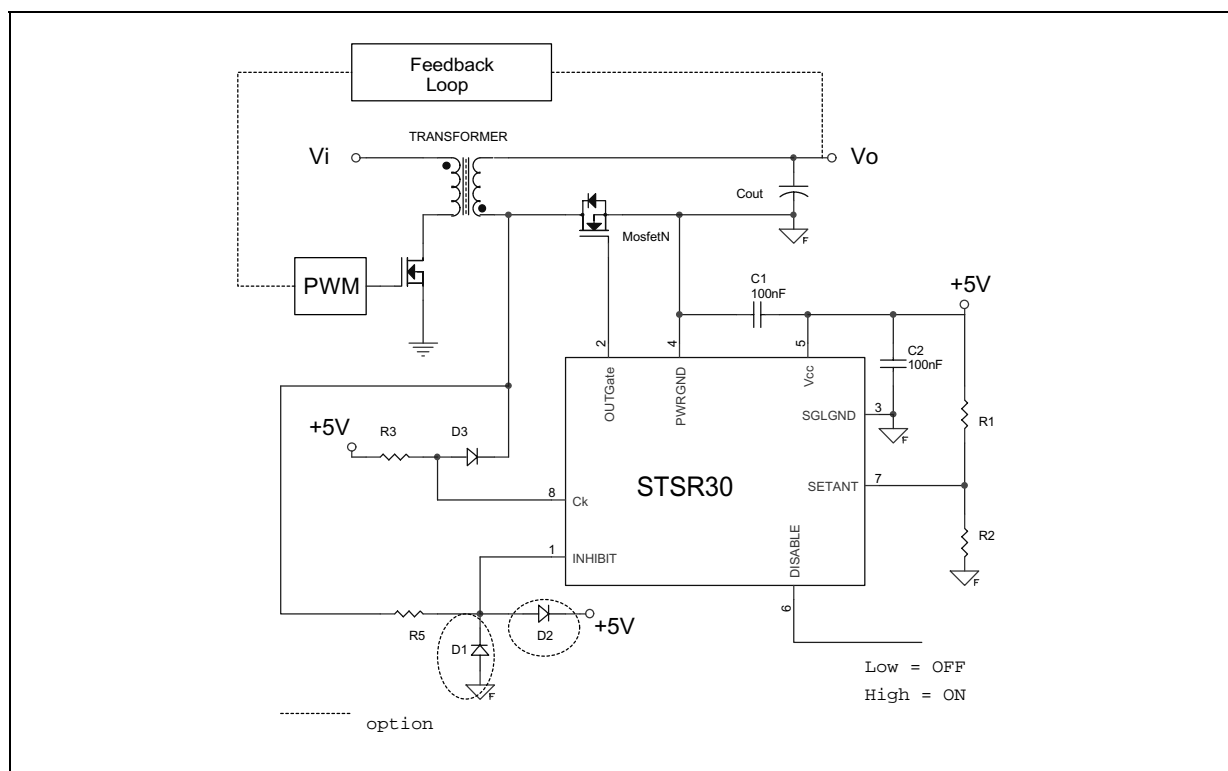 Feedback
Loop
TRANSFORMER
Vi
Vo
Cout
F
MosfetN
PWM
C1
100nF
+5V
2
4
5
C2
100nF
OUTGate
PWRGND
Vcc
SGLGND
3
F
R1
+5V
R3
D3
STSR30
SETANT
7
8
Ck
DISABLE
R2
1
INHIBIT
F
6
R5
D1
D2
+5V
F
Low = OFF
High = ON
option